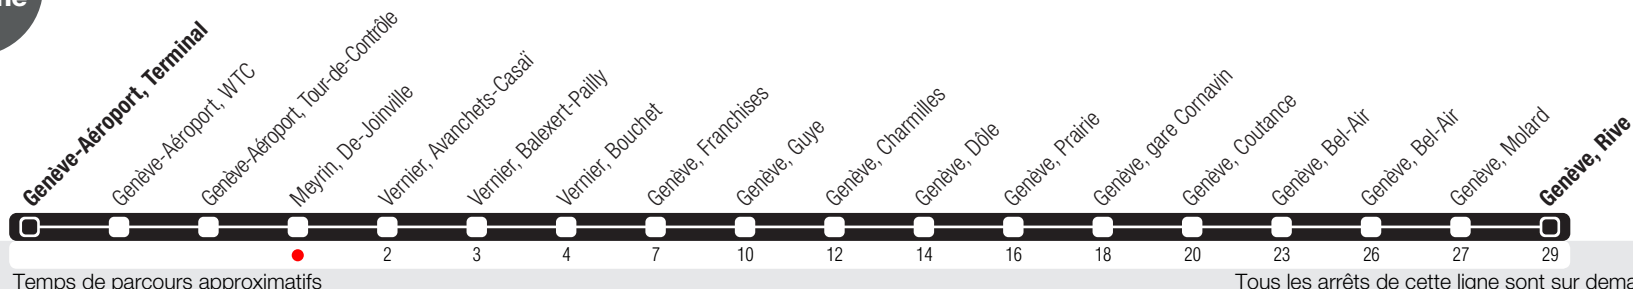 Genève-Aéroport, Terminal
Genève-Aéroport, WTC
Genève-Aéroport, Tour-de-Contrôle
Meyrin, De-Joinville
Vernier, Avanchets-Casaï
Vernier, Balexert-Pailly
Vernier, Bouchet
Genève, Franchises
Genève, Guye
Genève, Charmilles
Genève, Dôle
Genève, Prairie
Genève, gare Cornavin
Genève, Coutance
Genève, Bel-Air
Genève, Bel-Air
Genève, Molard
Genève, Rive
2 3 4 7 10 12 14 16 18 20 23 26 27 29
Temps de parcours approximatifs
Tous les arrêts de cette ligne sont sur dema